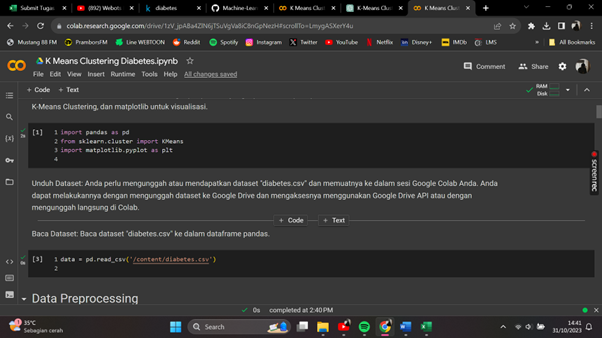 Submit Tugas
(892) Webots
diabetes
Machine-Lea
K Means Clus
K-Means Clus
K Means Clus
colab.research.google.com/drive/
Mustang 88 FM
PrambonFM
Line WEBTOON
Reddit
Spotify
Instagram
Twitter
YouTube
Netflix
Disney+
IMDb
LMS
»
All Bookmarks
K Means Clustering Diabetes.ipynb
File Edit View Insert Runtime Tools Help All changes saved
Comment
Share
+ Code + Text
RAM
Disk
K-Means Clustering, dan matplotlib untuk visualisasi.
[1] 1 import pandas as pd
2s 2 from sklearn.cluster import KMeans
3 import matplotlib.pyplot as plt
4
Unduh Dataset: Anda perlu mengunggah atau mendapatkan dataset "diabetes.csv" dan memuatnya ke dalam sesi Google Colab Anda. Anda
dapat melakukannya dengan mengunggah dataset ke Google Drive dan mengaksesnya menggunakan Google Drive API atau dengan
mengunggah langsung di Colab.
+ Code + Text
Baca Dataset: Baca dataset "diabetes.csv" ke dalam dataframe pandas.
[3] 1 data = pd.read_csv('/content/diabetes.csv')
0s 2
Data Preprocessing
0s completed at 2:40 PM
screenrec
35°C
Sebagian cerah
Search
14:41
31/10/2023